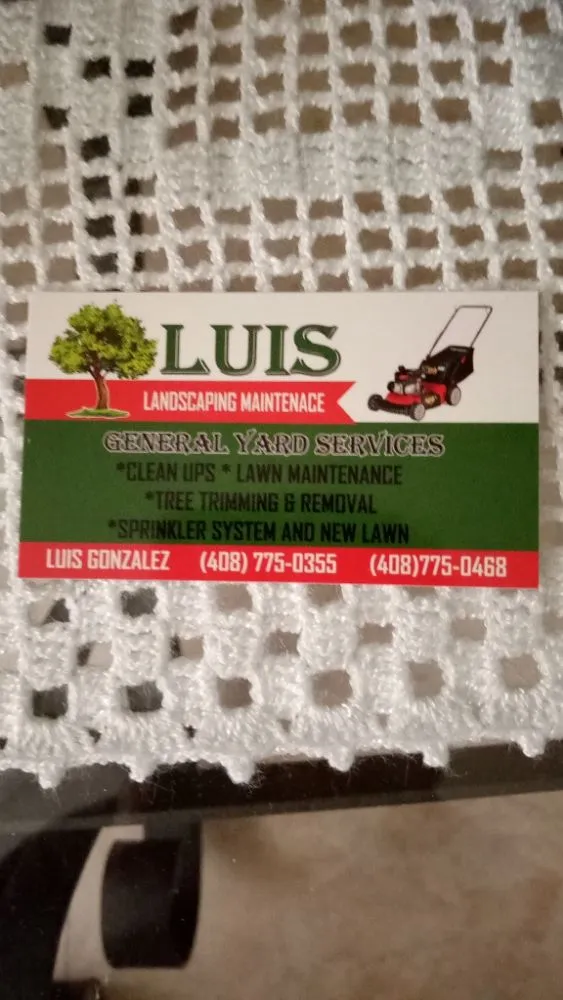 LUIS
LANDSCAPING MAINTENACE
GENERAL YARD SERVICES
*CLEAN UPS * LAWN MAINTENANCE
*TREE TRIMMING & REMOVAL
*SPRINKLER SYSTEM AND NEW LAWN
LUIS GONZALEZ (408) 775-0355 (408)775-0468